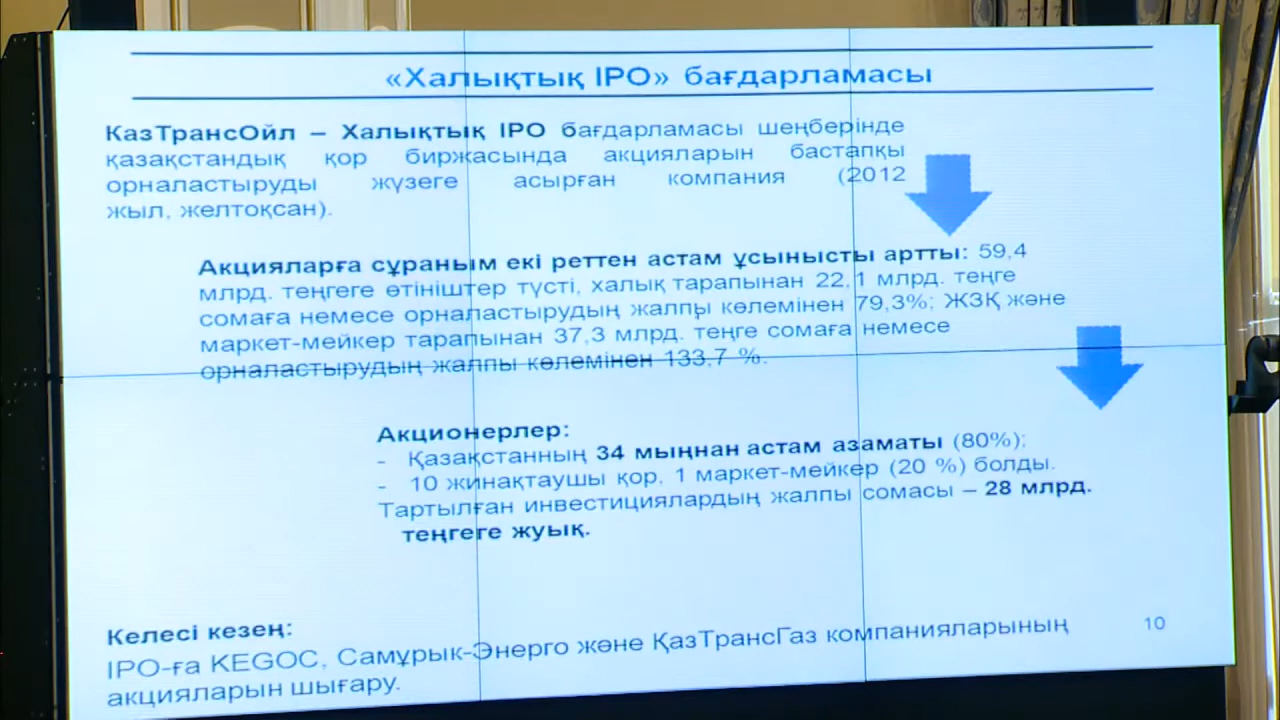 «Халықтық IPO» бағдарламасы
КазТрансОйл – Халықтық IPO бағдарламасы шеңберінде
қазақстандық қор биржасында акцияларын бастапқы
орналастыруды жүзеге асырған компания (2012
жыл, желтоқсан).
Акцияларға сұраным екі реттен астам ұсынысты артты: 59,4
млрд. теңгеге өтініштер түсті, халық тарапынан 22,1 млрд. теңге
сомаға немесе орналастырудың жалпы көлемінен 79,3%; ЖЗҚ және
маркет-мейкер тарапынан 37,3 млрд. теңге сомаға немесе
орналастырудың жалпы көлемінен 133,7 %.
Акционерлер:
- Қазақстанның 34 мыңнан астам азаматы (80%);
- 10 жинақтаушы қор, 1 маркет-мейкер (20 %) болды.
Тартылған инвестициялардың жалпы сомасы – 28 млрд.
теңгеге жуық.
Келесі кезең:
IPO-ға KEGOC, Самұрык-Энерго және ҚазТрансГаз компанияларының
акцияларын шығару.
10